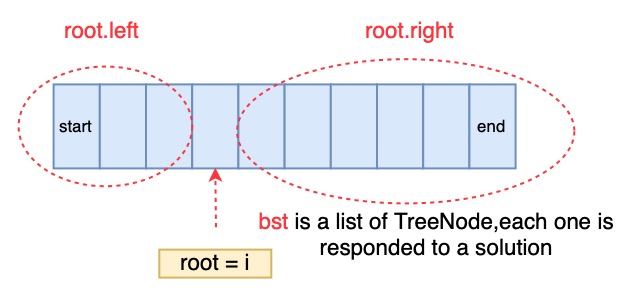 root.left
root.right
start
end
bst is a list of TreeNode,each one is
responded to a solution
root = i